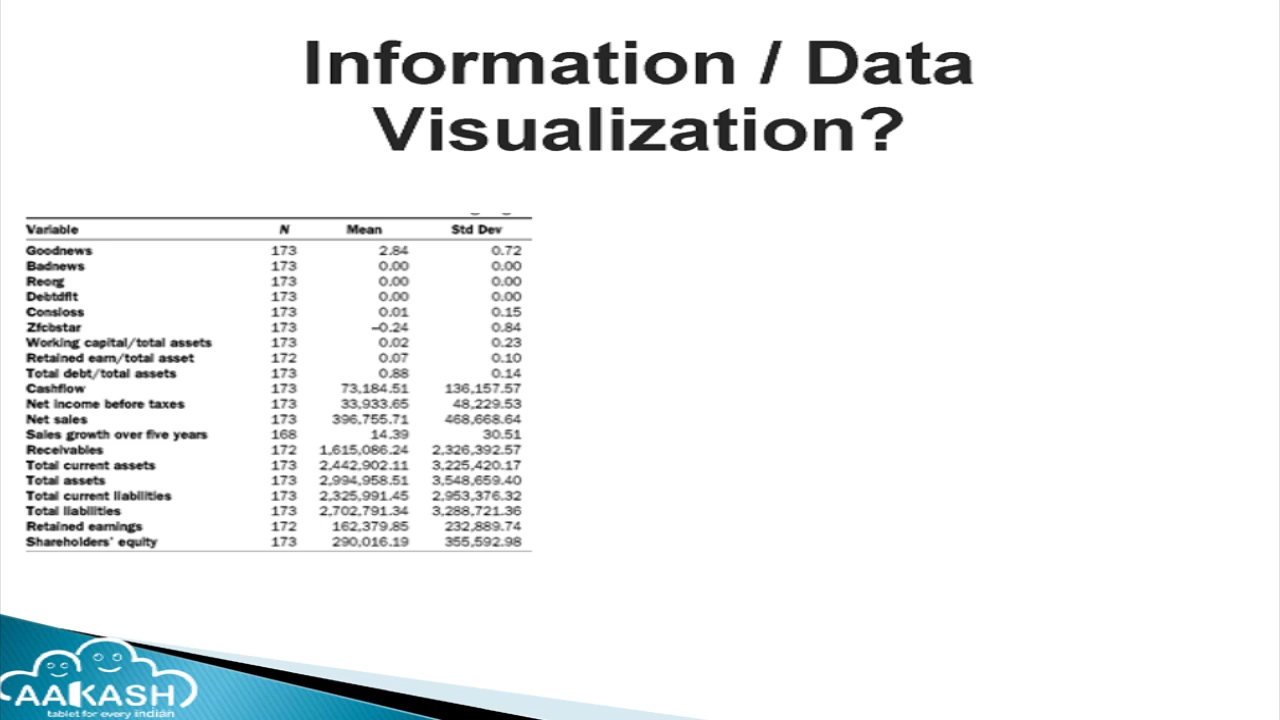 Information / Data
Visualization?
Variable N Mean Std Dev
Goodnews 173 2.84 0.72
Badnews 173 0.00 0.00
Reorg 173 0.00 0.00
Debtdflt 173 0.00 0.00
Consloss 173 0.01 0.15
Zfcbstar 173 –0.24 0.84
Working capital/total assets 173 0.02 0.23
Retained earn/total asset 172 0.07 0.10
Total debt/total assets 173 0.88 0.14
Cashflow 173 73,184.51 136,157.57
Net income before taxes 173 33,933.65 48,229.53
Net sales 173 396,755.71 468,668.64
Sales growth over five years 168 14.39 30.51
Receivables 172 1,615,086.24 2,326,392.57
Total current assets 173 2,442,902.11 3,225,420.17
Total assets 173 2,994,958.51 3,548,659.40
Total current liabilities 173 2,325,991.45 2,953,376.32
Total liabilities 173 2,702,791.34 3,288,721.36
Retained earnings 172 162,379.85 232,889.74
Shareholders' equity 173 290,016.19 355,592.98
AAKASH
tablet for every indian